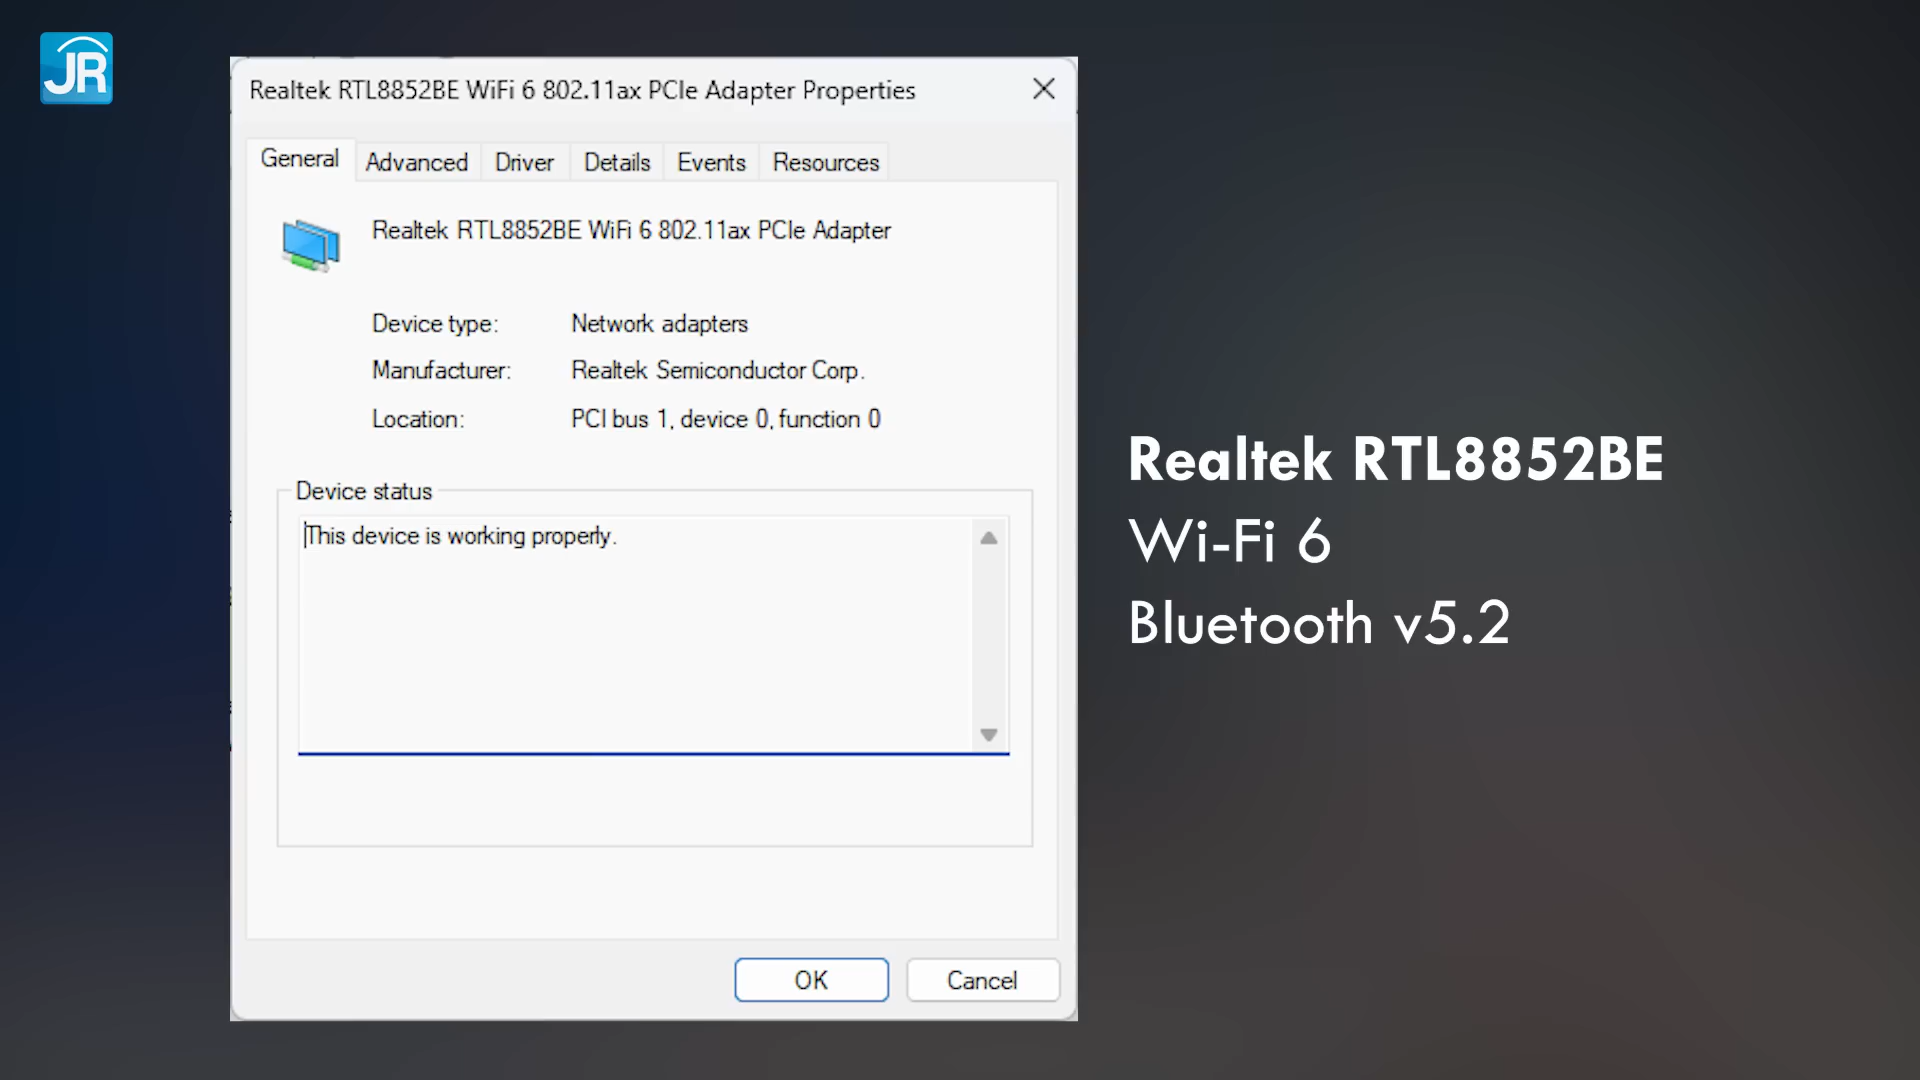 JR
Realtek RTL8852BE WiFi 6 802.11ax PCIe Adapter Properties
General Advanced Driver Details Events Resources
Realtek RTL8852BE WiFi 6 802.11ax PCIe Adapter
Device type: Network adapters
Manufacturer: Realtek Semiconductor Corp.
Location: PCI bus 1, device 0, function 0
Device status
This device is working properly.
OK Cancel
Realtek RTL8852BE
Wi-Fi 6
Bluetooth v5.2